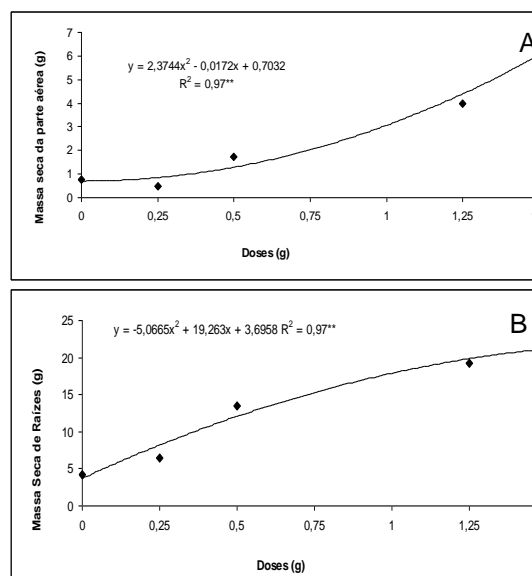 A
Massa seca da parte aérea (g)
7
6
5
4
3
2
1
0
y = 2,3744x² - 0,0172x + 0,7032
R² = 0,97**
0 0,25 0,5 0,75 1 1,25
Doses (g)
B
Massa Seca de Raízes (g)
25
20
15
10
5
0
y = -5,0665x² + 19,263x + 3,6958 R² = 0,97**
0 0,25 0,5 0,75 1 1,25
Doses (g)